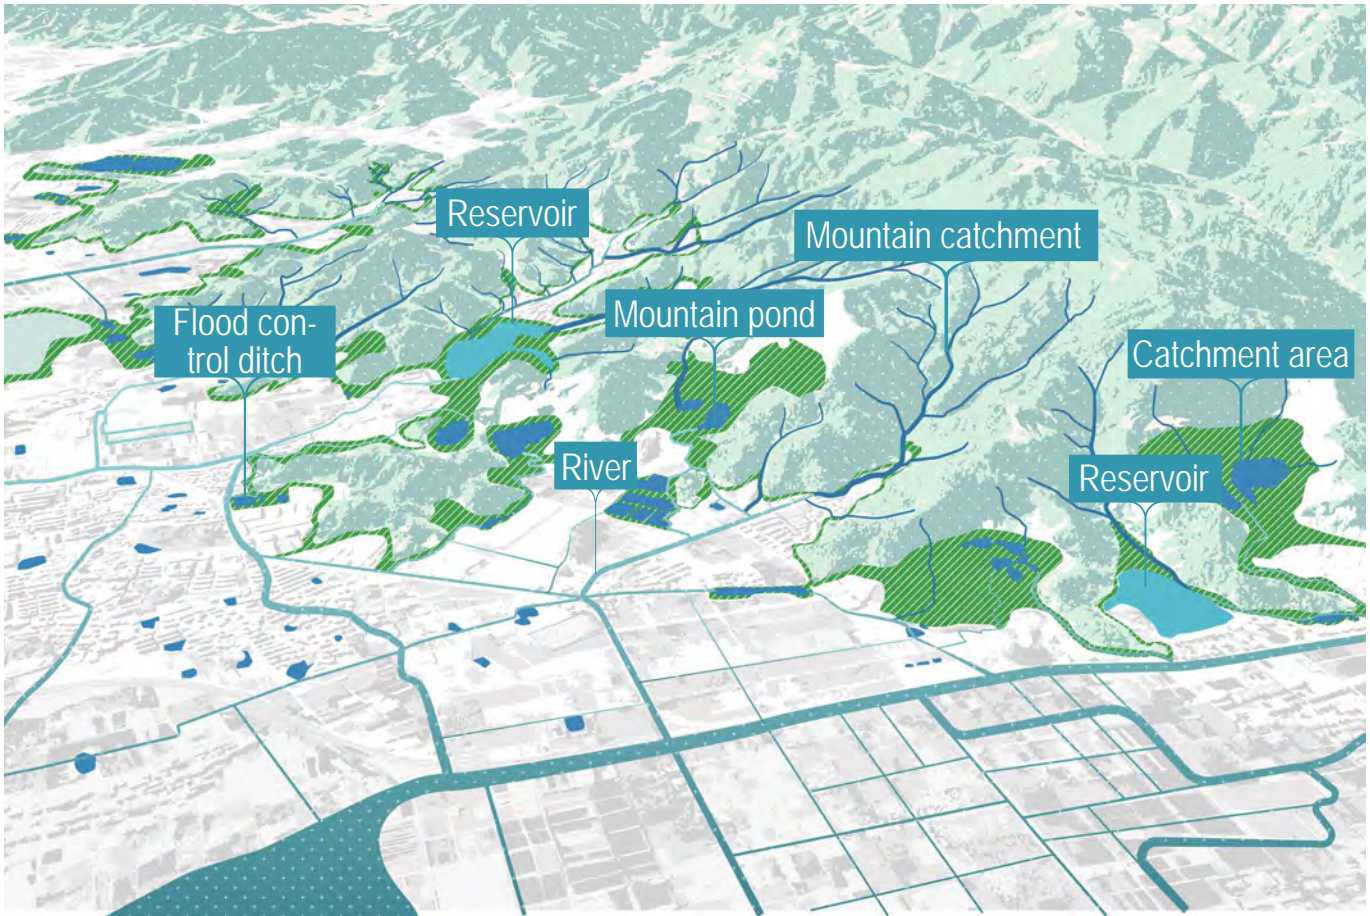 Reservoir
Mountain catchment
Mountain pond
Flood con-
trol ditch
Catchment area
River
Reservoir